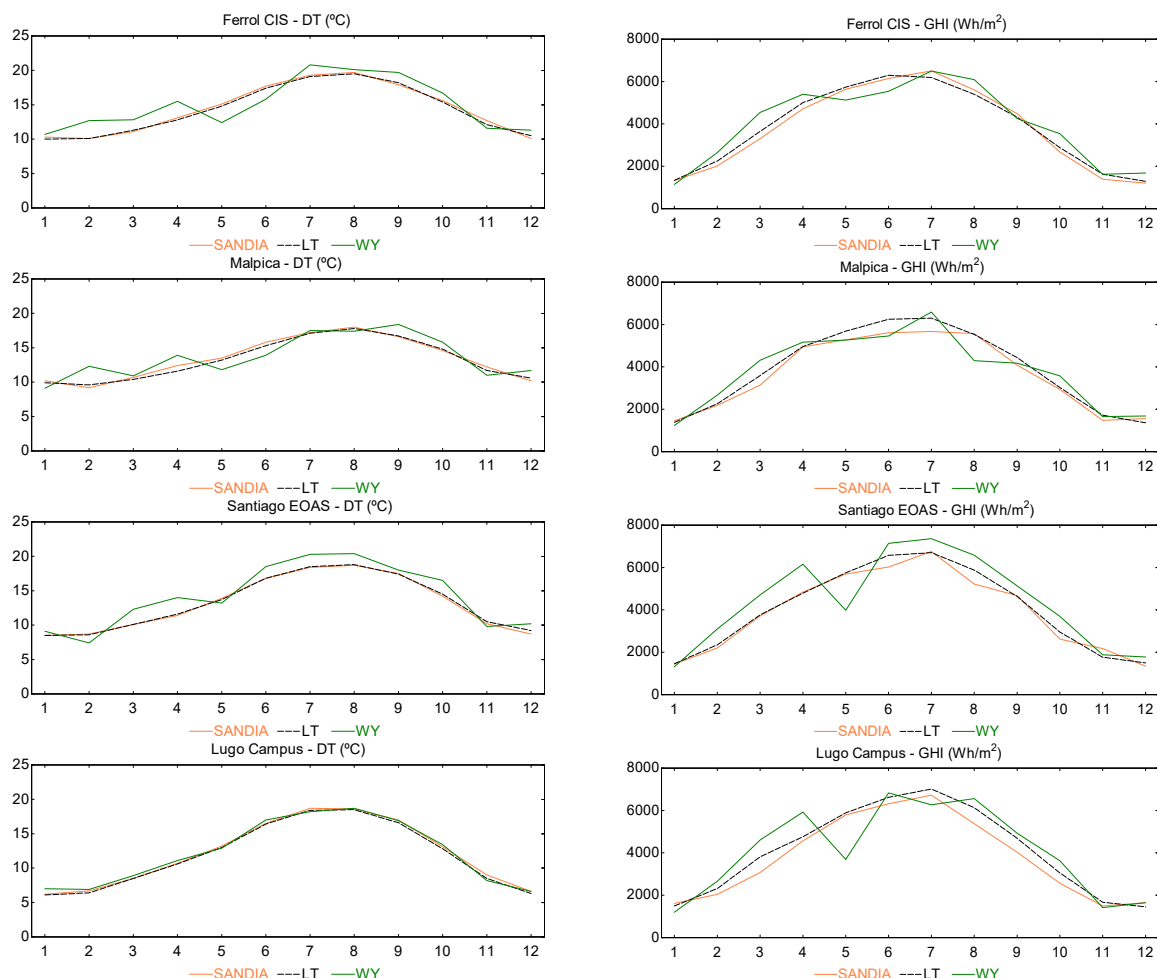 Ferrol CIS - DT (ºC)
25
20
15
10
5
0
1 2 3 4 5 6 7 8 9 10 11 12
SANDIA LT WY
Ferrol CIS - GHI (Wh/m²)
8000
6000
4000
2000
0
1 2 3 4 5 6 7 8 9 10 11 12
SANDIA LT WY
Malpica - DT (ºC)
25
20
15
10
5
0
1 2 3 4 5 6 7 8 9 10 11 12
SANDIA LT WY
Malpica - GHI (Wh/m²)
8000
6000
4000
2000
0
1 2 3 4 5 6 7 8 9 10 11 12
SANDIA LT WY
Santiago EOAS - DT (ºC)
25
20
15
10
5
0
1 2 3 4 5 6 7 8 9 10 11 12
SANDIA LT WY
Santiago EOAS - GHI (Wh/m²)
8000
6000
4000
2000
0
1 2 3 4 5 6 7 8 9 10 11 12
SANDIA LT WY
Lugo Campus - DT (ºC)
25
20
15
10
5
0
1 2 3 4 5 6 7 8 9 10 11 12
SANDIA LT WY
Lugo Campus - GHI (Wh/m²)
8000
6000
4000
2000
0
1 2 3 4 5 6 7 8 9 10 11 12
SANDIA LT WY